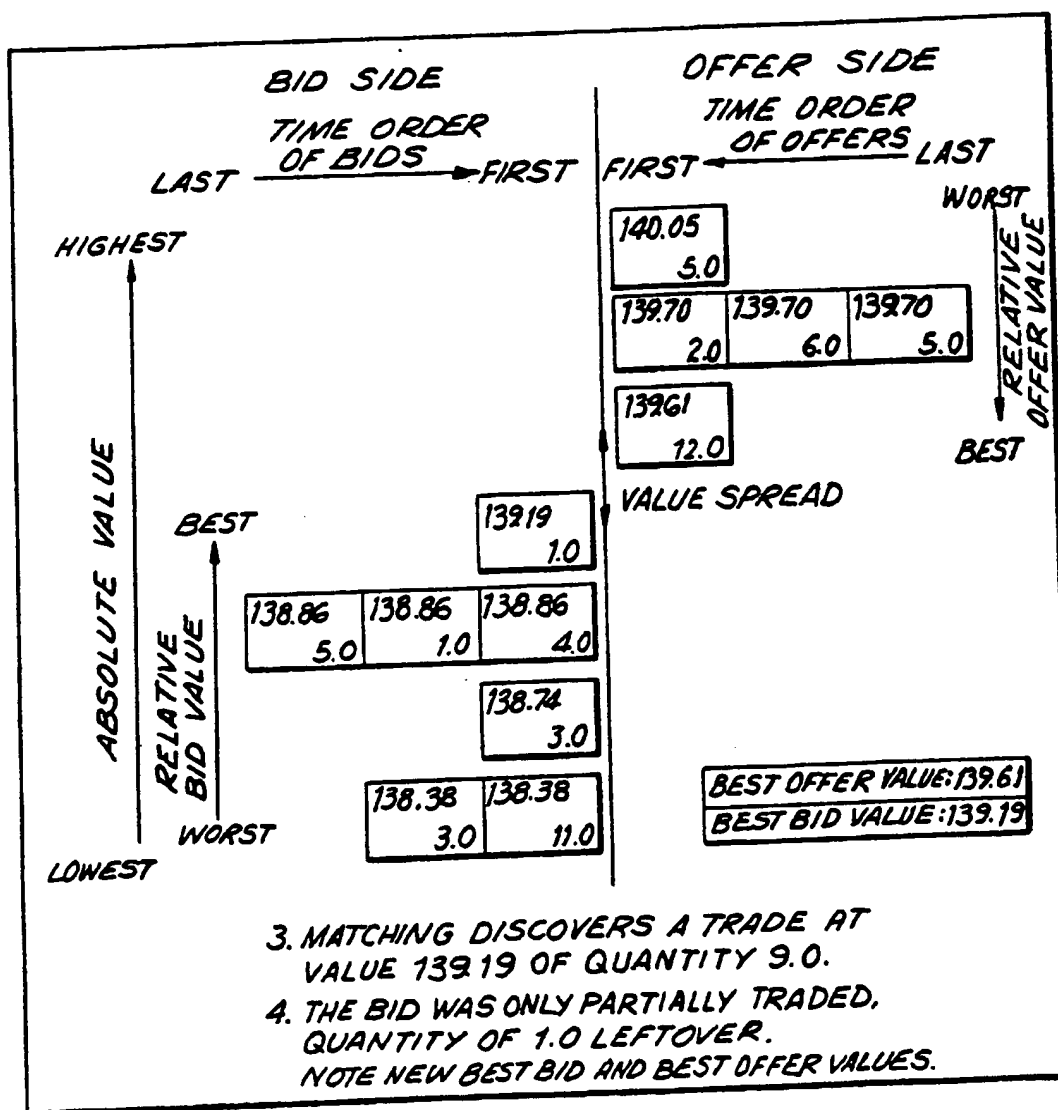 BID SIDE
OFFER SIDE
TIME ORDER
OF BIDS
TIME ORDER
OF OFFERS
LAST
FIRST
FIRST
LAST
HIGHEST
ABSOLUTE VALUE
LOWEST
BEST
RELATIVE
BID VALUE
WORST
WORST
RELATIVE
OFFER VALUE
BEST
140.05
5.0
139.70 139.70 139.70
2.0 6.0 5.0
139.61
12.0
VALUE SPREAD
139.19
1.0
138.86 138.86 138.86
5.0 1.0 4.0
138.74
3.0
138.38 138.38
3.0 11.0
BEST OFFER VALUE:139.61
BEST BID VALUE:139.19
3. MATCHING DISCOVERS A TRADE AT
VALUE 139.19 OF QUANTITY 9.0.
4. THE BID WAS ONLY PARTIALLY TRADED,
QUANTITY OF 1.0 LEFTOVER.
NOTE NEW BEST BID AND BEST OFFER VALUES.